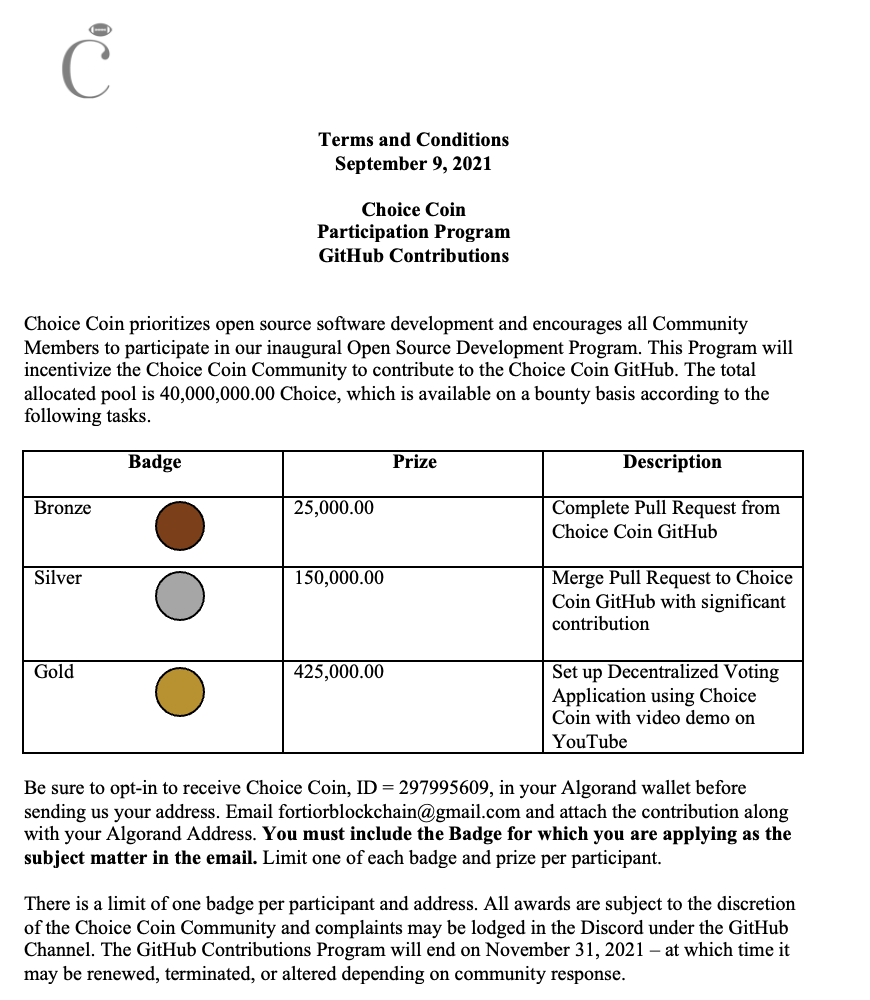 Terms and Conditions
September 9, 2021
Choice Coin
Participation Program
GitHub Contributions
Choice Coin prioritizes open source software development and encourages all Community
Members to participate in our inaugural Open Source Development Program. This Program will
incentivize the Choice Coin Community to contribute to the Choice Coin GitHub. The total
allocated pool is 40,000,000.00 Choice, which is available on a bounty basis according to the
following tasks.
Badge Prize Description
Bronze 25,000.00 Complete Pull Request from
Choice Coin GitHub
Silver 150,000.00 Merge Pull Request to Choice
Coin GitHub with significant
contribution
Gold 425,000.00 Set up Decentralized Voting
Application using Choice
Coin with video demo on
YouTube
Be sure to opt-in to receive Choice Coin, ID = 297995609, in your Algorand wallet before
sending us your address. Email fortiorblockchain@gmail.com and attach the contribution along
with your Algorand Address. You must include the Badge for which you are applying as the
subject matter in the email. Limit one of each badge and prize per participant.
There is a limit of one badge per participant and address. All awards are subject to the discretion
of the Choice Coin Community and complaints may be lodged in the Discord under the GitHub
Channel. The GitHub Contributions Program will end on November 31, 2021 – at which time it
may be renewed, terminated, or altered depending on community response.